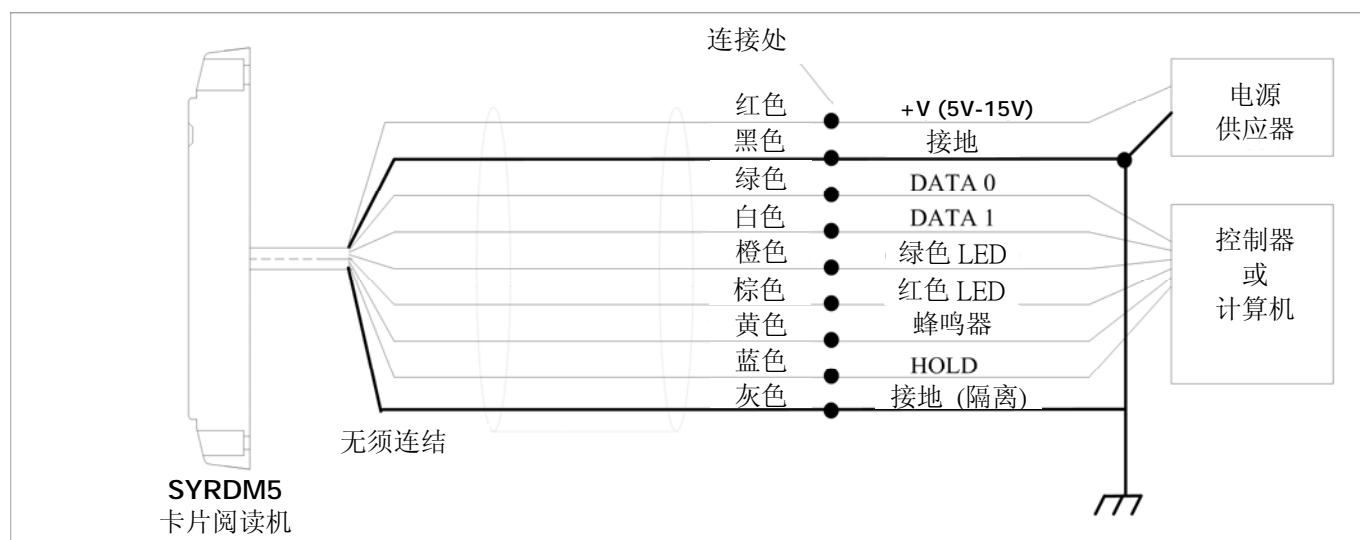 连接处
红色 +V (5V-15V)
黑色 接地
绿色 DATA 0
白色 DATA 1
橙色 绿色 LED
棕色 红色 LED
黄色 蜂鸣器
蓝色 HOLD
灰色 接地 (隔离)
无须连结
电源
供应器
控制器
或
计算机
SYRDM5
卡片阅读机